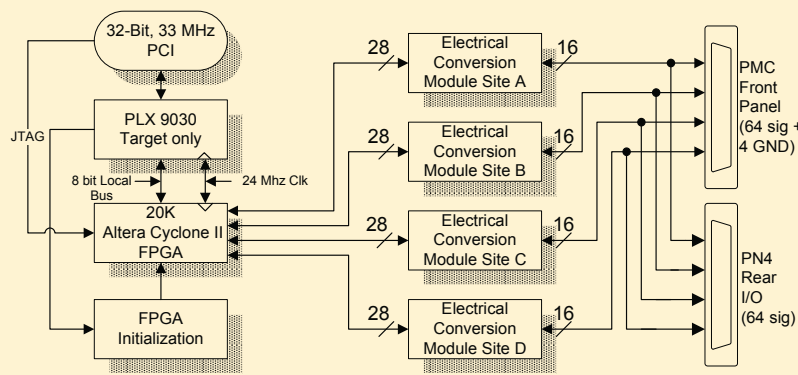 32-Bit, 33 MHz
PCI
JTAG
PLX 9030
Target only
8 bit Local
Bus
24 Mhz Clk
20K
Altera Cyclone II
FPGA
FPGA
Initialization
28
Electrical
Conversion
Module Site A
16
28
Electrical
Conversion
Module Site B
16
28
Electrical
Conversion
Module Site C
16
28
Electrical
Conversion
Module Site D
16
PMC
Front
Panel
(64 sig +
4 GND)
PN4
Rear
I/O
(64 sig)